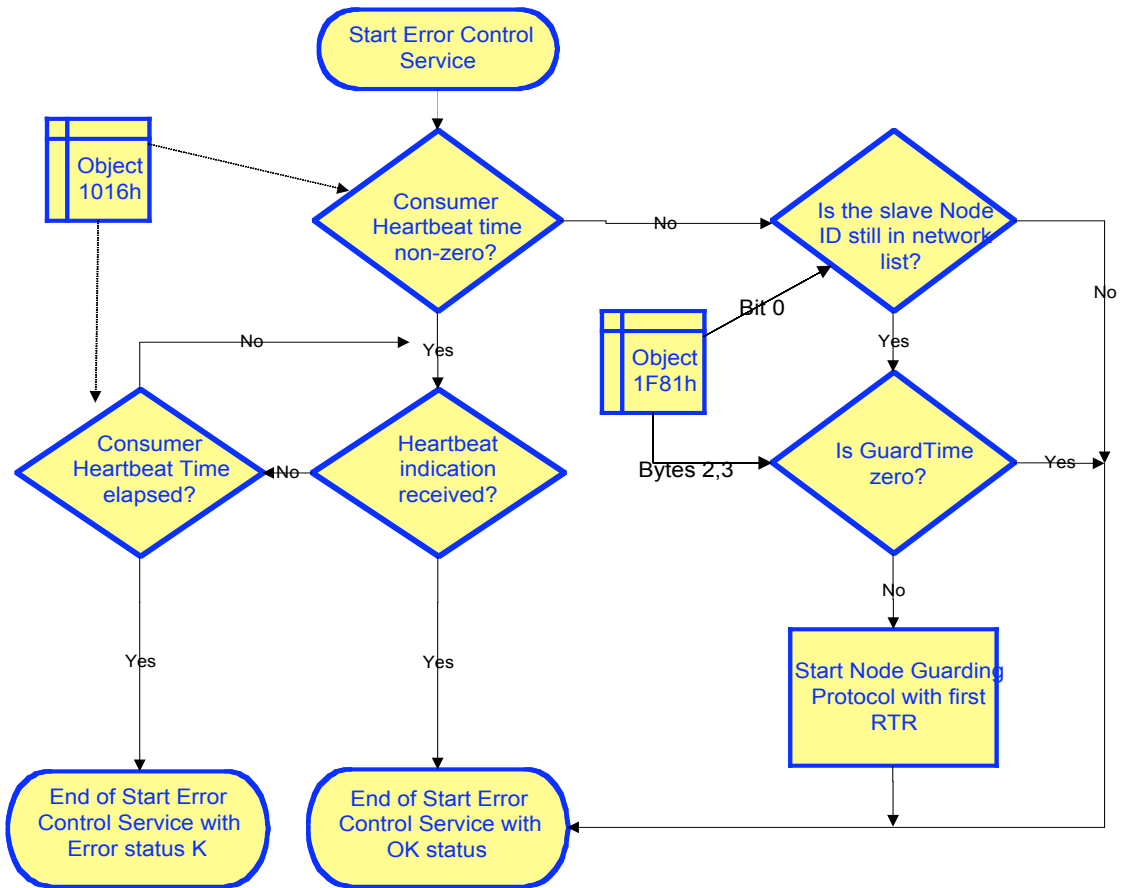 Start Error Control
Service
Object
1016h
Consumer
Heartbeat time
non-zero?
No
Is the slave Node
ID still in network
list?
No
Bit 0
Object
1F81h
Bytes 2,3
Yes
Yes
No
Consumer
Heartbeat Time
elapsed?
No
Heartbeat
indication
received?
Is GuardTime
zero?
Yes
No
Yes
Yes
Start Node Guarding
Protocol with first
RTR
End of Start Error
Control Service with
Error status K
End of Start Error
Control Service with
OK status